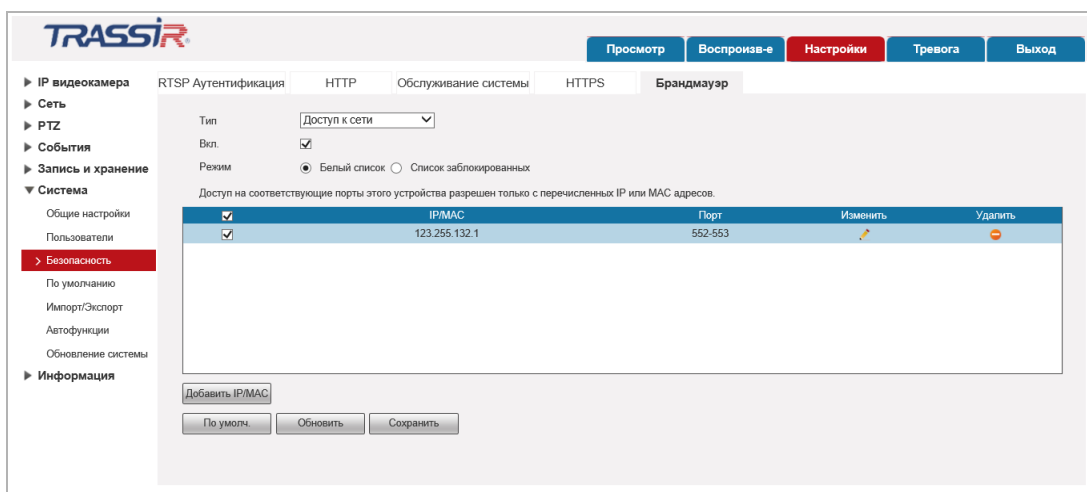 TRASSIR
Просмотр Воспроизв-е Настройки Тревога Выход
IP видеокамера
Сеть
PTZ
События
Запись и хранение
Система
Общие настройки
Пользователи
Безопасность
По умолчанию
Импорт/Экспорт
Автофункции
Обновление системы
Информация
RTSP Аутентификация HTTP Обслуживание системы HTTPS Брандмауэр
Тип Доступ к сети
Вкл.
Режим Белый список Список заблокированных
Доступ на соответствующие порты этого устройства разрешен только с перечисленных IP или MAC адресов.
IP/MAC Порт Изменить Удалить
123.255.132.1 552-553
Добавить IP/MAC
По умолч. Обновить Сохранить